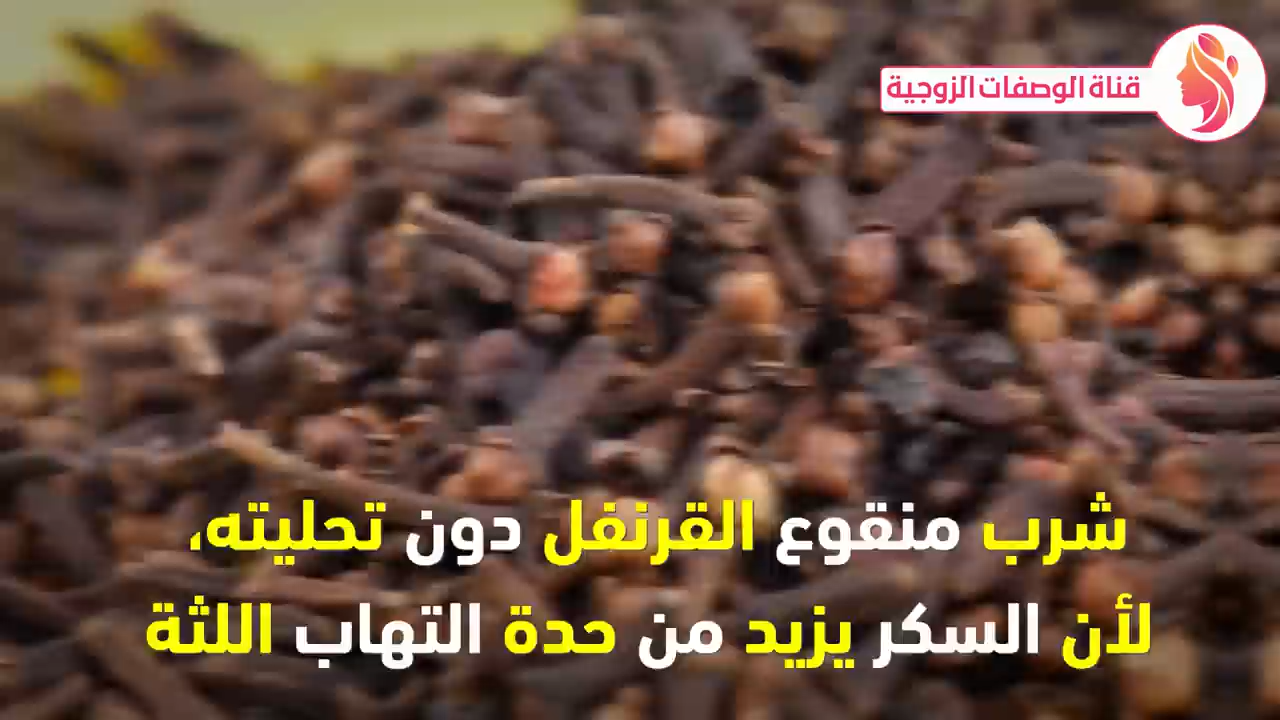 قناة الوصفات الزوجية
شرب منقوع القرنفل دون تحليته،
لأن السكر يزيد من حدة التهاب اللثة